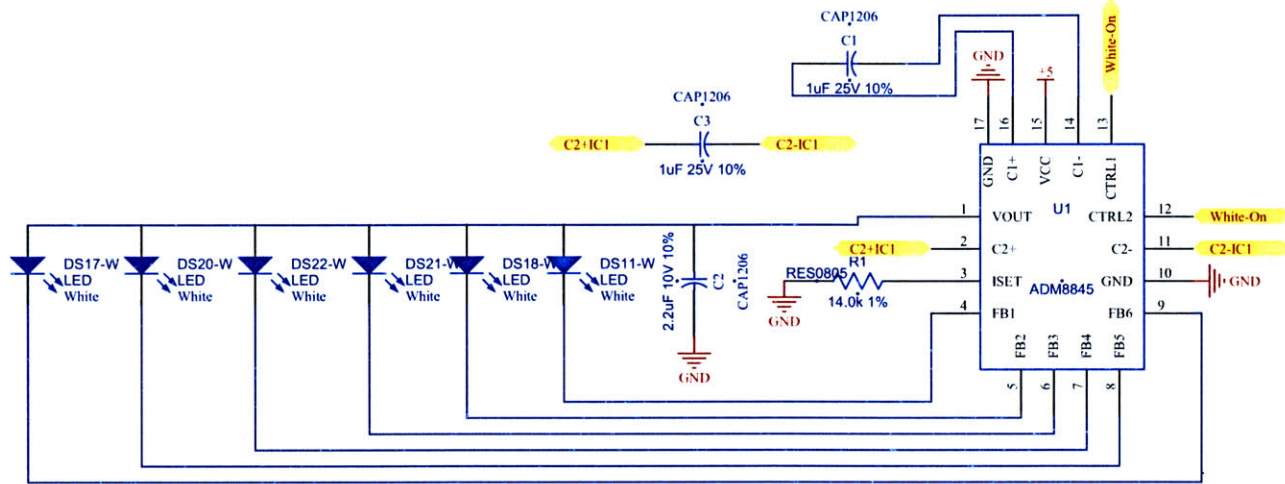 CAP1206
C1
1uF 25V 10%
GND
+5
White-On
CAP1206
C3
C2+IC1
C2-IC1
1uF 25V 10%
17
16
15
14
13
GND
C1+
VCC
C1-
CTRL1
U1
1
VOUT
CTRL2
12
White-On
C2+IC1
2
C2+
C2-
11
C2-IC1
R1
RES0805
14.0k 1%
GND
3
ISET
ADM8845
GND
10
GND
4
FB1
FB6
9
FB2
FB3
FB4
FB5
5
6
7
8
DS17-W
LED
White
DS20-W
LED
White
DS22-W
LED
White
DS21-W
LED
White
DS18-W
LED
White
DS11-W
LED
White
2.2uF 10V 10%
C2
CAP1206
GND